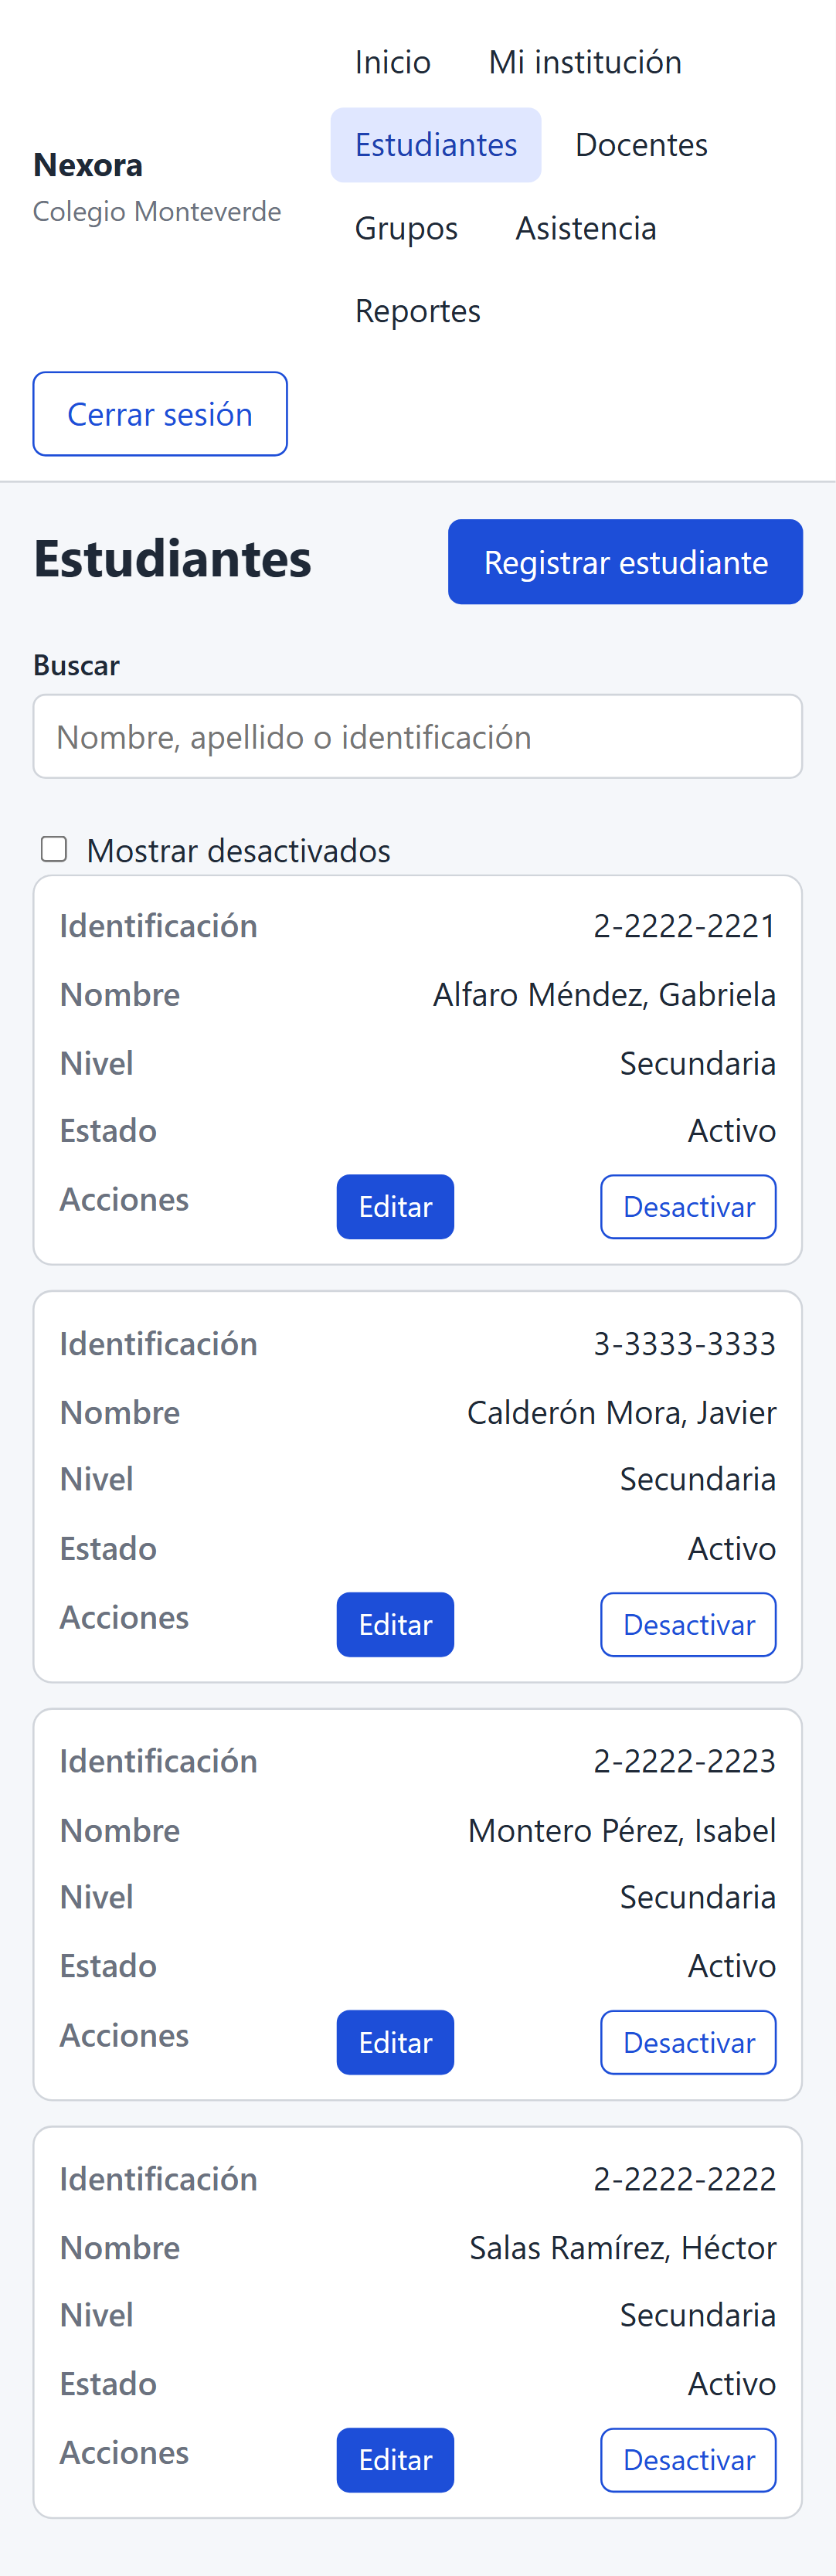 Nexora
Colegio Monteverde
Inicio Mi institución
Estudiantes Docentes
Grupos Asistencia
Reportes
Cerrar sesión
Estudiantes Registrar estudiante
Buscar
Nombre, apellido o identificación
Mostrar desactivados
Identificación 2-2222-2221
Nombre Alfaro Méndez, Gabriela
Nivel Secundaria
Estado Activo
Acciones Editar Desactivar
Identificación 3-3333-3333
Nombre Calderón Mora, Javier
Nivel Secundaria
Estado Activo
Acciones Editar Desactivar
Identificación 2-2222-2223
Nombre Montero Pérez, Isabel
Nivel Secundaria
Estado Activo
Acciones Editar Desactivar
Identificación 2-2222-2222
Nombre Salas Ramírez, Héctor
Nivel Secundaria
Estado Activo
Acciones Editar Desactivar